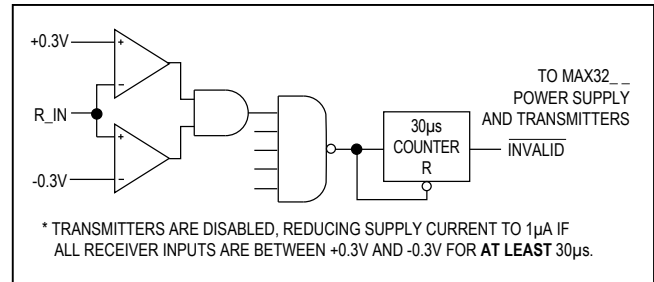 +0.3V
R_IN
-0.3V
30µs
COUNTER
R
TO MAX32_ _
POWER SUPPLY
AND TRANSMITTERS
INVALID
* TRANSMITTERS ARE DISABLED, REDUCING SUPPLY CURRENT TO 1µA IF
ALL RECEIVER INPUTS ARE BETWEEN +0.3V AND -0.3V FOR AT LEAST 30µs.